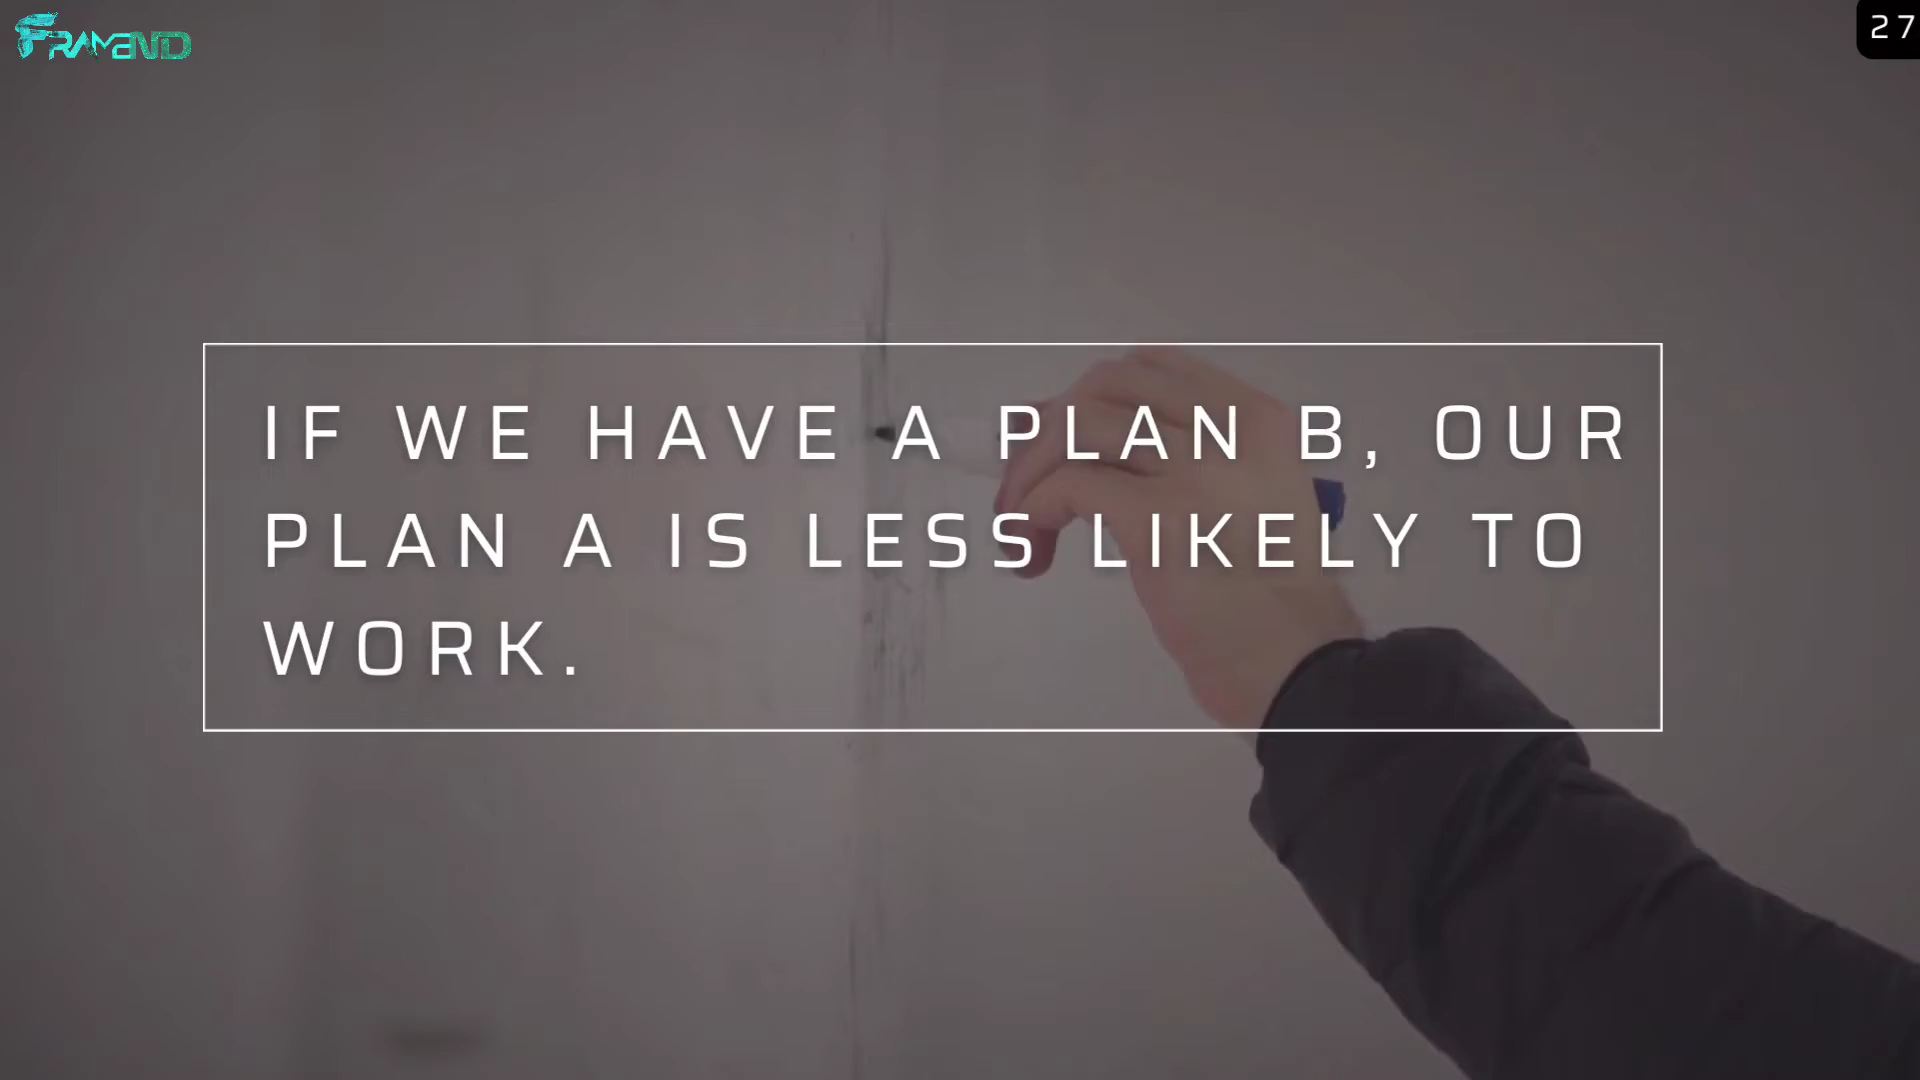 FRAMEND
27
IF WE HAVE A PLAN B, OUR
PLAN A IS LESS LIKELY TO
WORK.